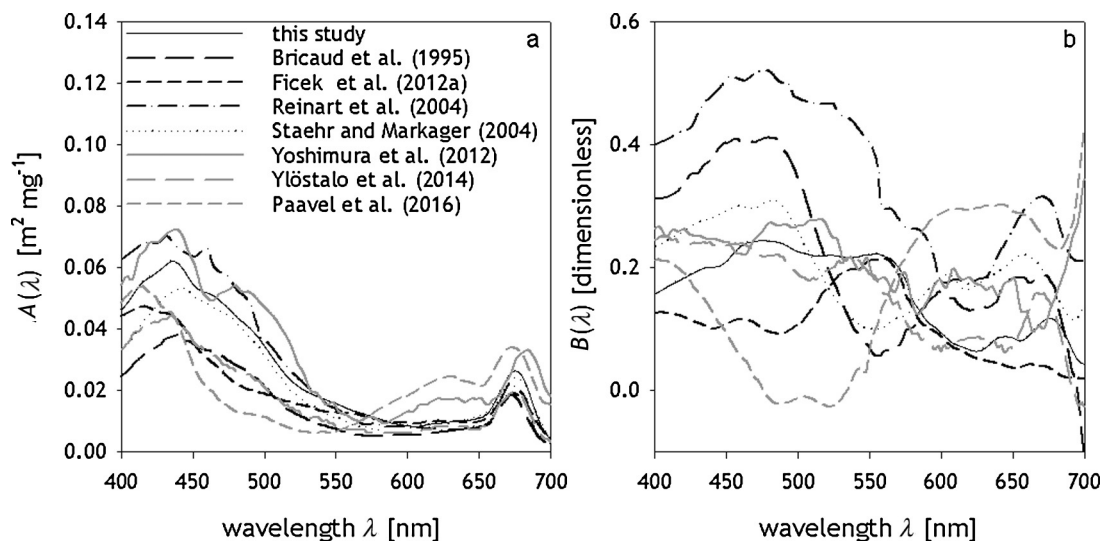 0.14
0.12
0.10
0.08
0.06
0.04
0.02
0.00
A(λ) [m² mg⁻¹]
this study
Bricaud et al. (1995)
Ficek et al. (2012a)
Reinart et al. (2004)
Staehr and Markager (2004)
Yoshimura et al. (2012)
Ylöstalo et al. (2014)
Paavel et al. (2016)
a
400 450 500 550 600 650 700
wavelength λ [nm]
0.6
0.4
0.2
0.0
B(λ) [dimensionless]
b
400 450 500 550 600 650 700
wavelength λ [nm]